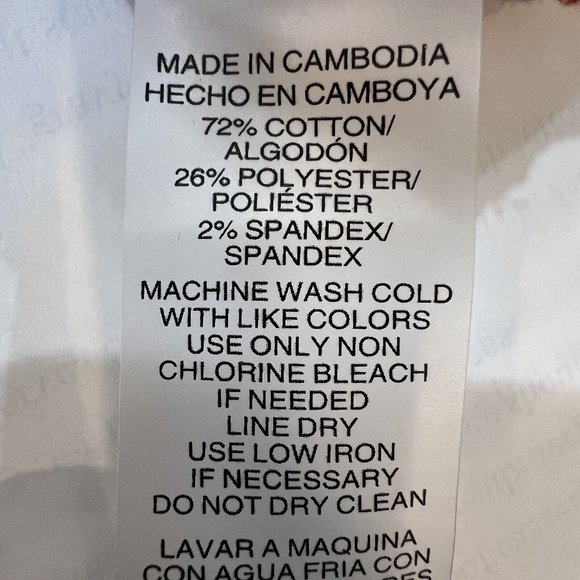 MADE IN CAMBODIA
HECHO EN CAMBOYA
72% COTTON/
ALGODÓN
26% POLYESTER/
POLIÉSTER
2% SPANDEX/
SPANDEX
MACHINE WASH COLD
WITH LIKE COLORS
USE ONLY NON
CHLORINE BLEACH
IF NEEDED
LINE DRY
USE LOW IRON
IF NECESSARY
DO NOT DRY CLEAN
LAVAR A MAQUINA
CON AGUA FRIA CON